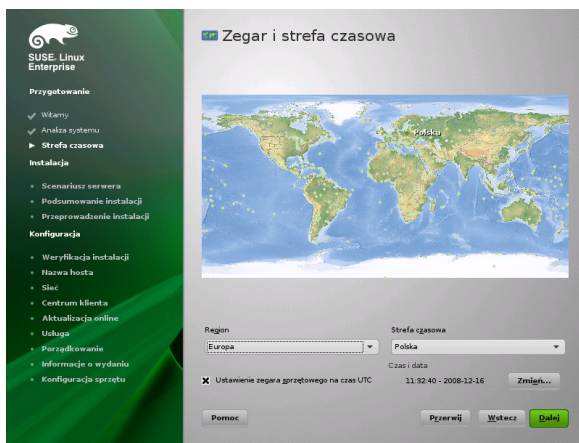 SUSE Linux
Enterprise
Przygotowanie
Witamy
Analiza systemu
Strefa czasowa
Instalacja
Scenariusz serwera
Podsumowanie instalacji
Przeprowadzenie instalacji
Konfiguracja
Weryfikacja instalacji
Nazwa hosta
Sieć
Centrum klienta
Aktualizacja online
Usługa
Porządkowanie
Informacje o wydaniu
Konfiguracja sprzętu
Zegar i strefa czasowa
Polska
Region
Europa
Strefa czasowa
Polska
Ustawienie zegara sprzętowego na czas UTC
Czas i data
11:32:40 - 2008-12-16
Zmień...
Pomoc
Przerwij
Wstecz
Dalej